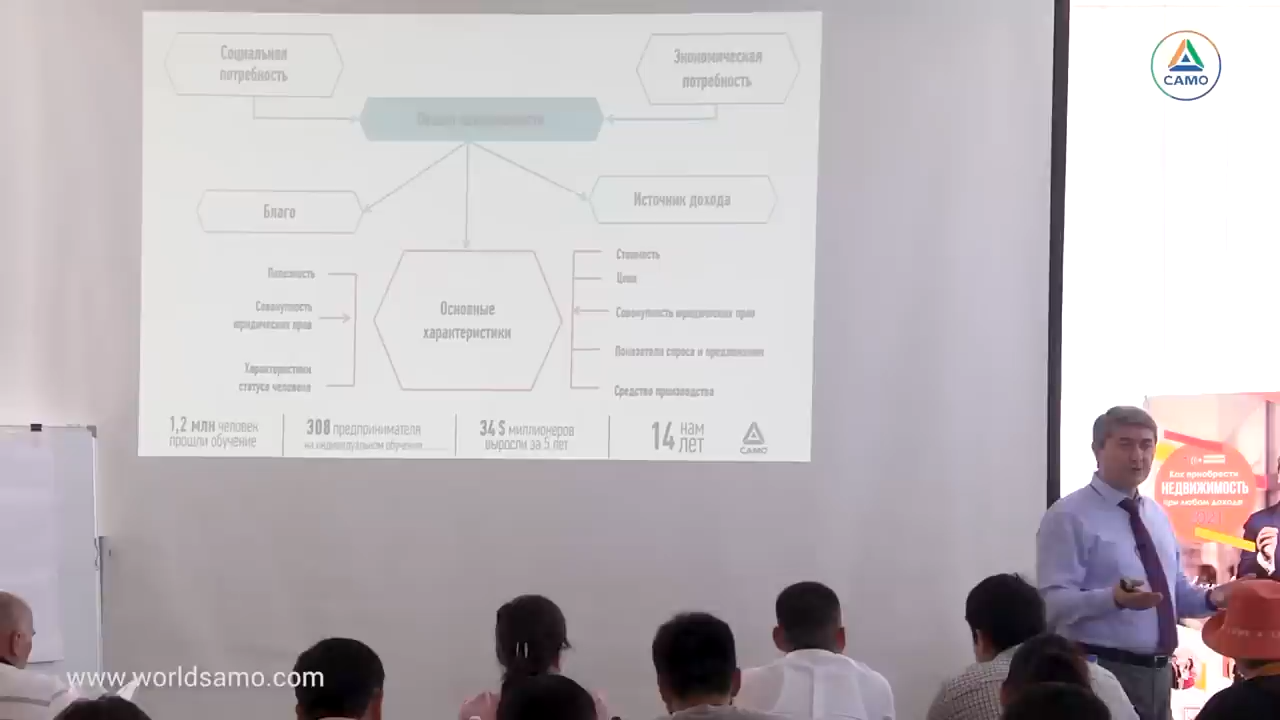 САМО
Социальная
потребность
Экономическая
потребность
Благо
Источник дохода
Полезность
Совокупность
юридических прав
Характеристики
статуса человека
Основные
характеристики
Стоимость
Цена
Совокупность юридических прав
Показатели спроса и предложения
Средство производства
1,2 млн человек
прошли обучение
308 предпринимателя
на индивидуальном обучении
34 $ миллионеров
выросли за 5 лет
14 нам
лет
САМО
Как приобрести
НЕДВИЖИМОСТЬ
при любом доходе
www.worldsamo.com